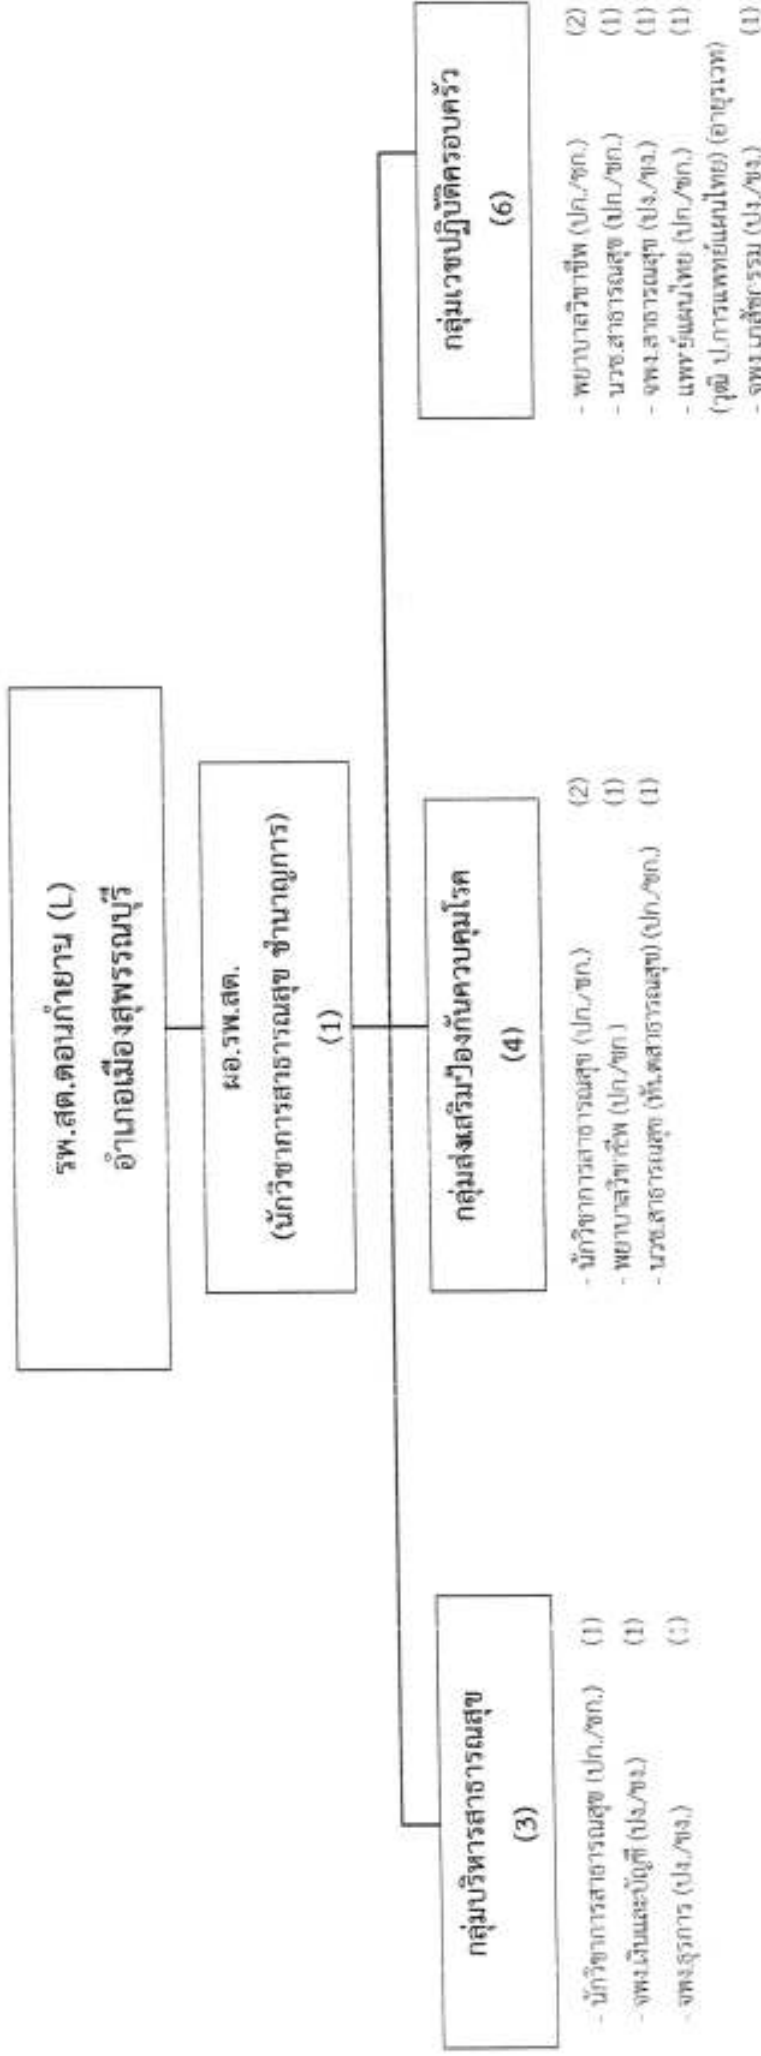 รพ.สต.ดอนกำยาน (L)
อำเภอเมืองสุพรรณบุรี
ผอ.รพ.สต.
(นักวิชาการสาธารณสุข ชำนาญการ)
(1)
กลุ่มบริหารสาธารณสุข
(3)
- นักวิชาการสาธารณสุข (ปก./ชก.) (1)
- จพง.เงินและบัญชี (ปง./ชง.) (1)
- จพง.ธุรการ (ปง./ชง.)
กลุ่มส่งเสริมป้องกันควบคุมโรค
(4)
- นักวิชาการสาธารณสุข (ปก./ชก.) (2)
- พยาบาลวิชาชีพ (ปก/ชก) (1)
- นวช.สาธารณสุข (ทันตสาธารณสุข) (ปก./ชก.) (1)
กลุ่มเวชปฏิบัติครอบครัว
(6)
- พยาบาลวิชาชีพ (ปก./ชก.) (2)
- นวช.สาธารณสุข (ปก./ชก.) (1)
- จพง.สาธารณสุข (ปง./ชง.) (1)
- แพทย์แผนไทย (ปก./ชก.) (1)
(วุฒิ ป.การแพทย์แผนไทย) (อายุรเวท)
- จพง.เภสัชกรรม (ปง./ชง.) (1)